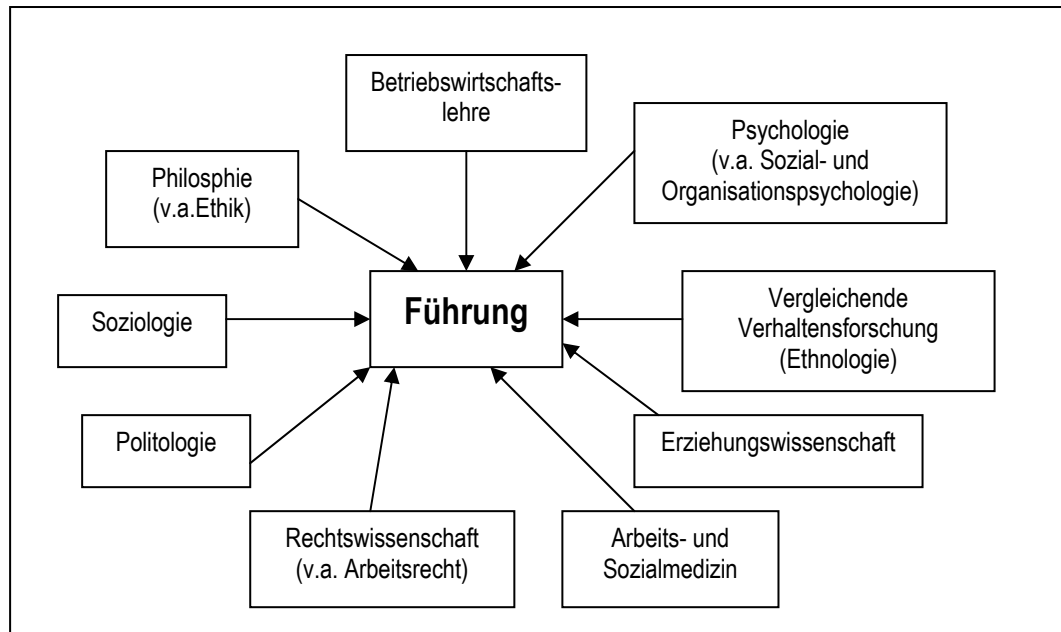 Betriebswirtschafts-
lehre
Psychologie
(v.a. Sozial- und
Organisationspsychologie)
Philosphie
(v.a.Ethik)
Führung
Soziologie
Vergleichende
Verhaltensforschung
(Ethnologie)
Politologie
Erziehungswissenschaft
Rechtswissenschaft
(v.a. Arbeitsrecht)
Arbeits- und
Sozialmedizin